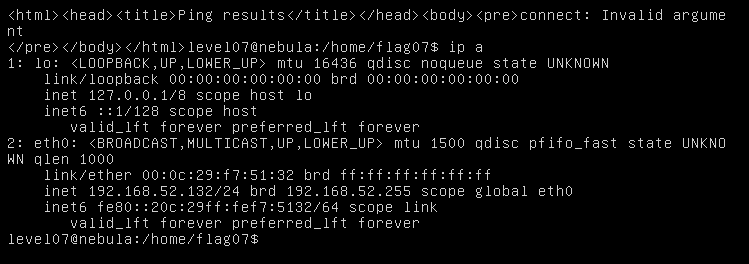 <html><head><title>Ping results</title></head><body><pre>connect: Invalid argume
nt
</pre></body></html>level07@nebula:/home/flag07$ ip a
1: lo: <LOOPBACK,UP,LOWER_UP> mtu 16436 qdisc noqueue state UNKNOWN
    link/loopback 00:00:00:00:00:00 brd 00:00:00:00:00:00
    inet 127.0.0.1/8 scope host lo
    inet6 ::1/128 scope host
       valid_lft forever preferred_lft forever
2: eth0: <BROADCAST,MULTICAST,UP,LOWER_UP> mtu 1500 qdisc pfifo_fast state UNKNO
WN qlen 1000
    link/ether 00:0c:29:f7:51:32 brd ff:ff:ff:ff:ff:ff
    inet 192.168.52.132/24 brd 192.168.52.255 scope global eth0
    inet6 fe80::20c:29ff:fef7:5132/64 scope link
       valid_lft forever preferred_lft forever
level07@nebula:/home/flag07$